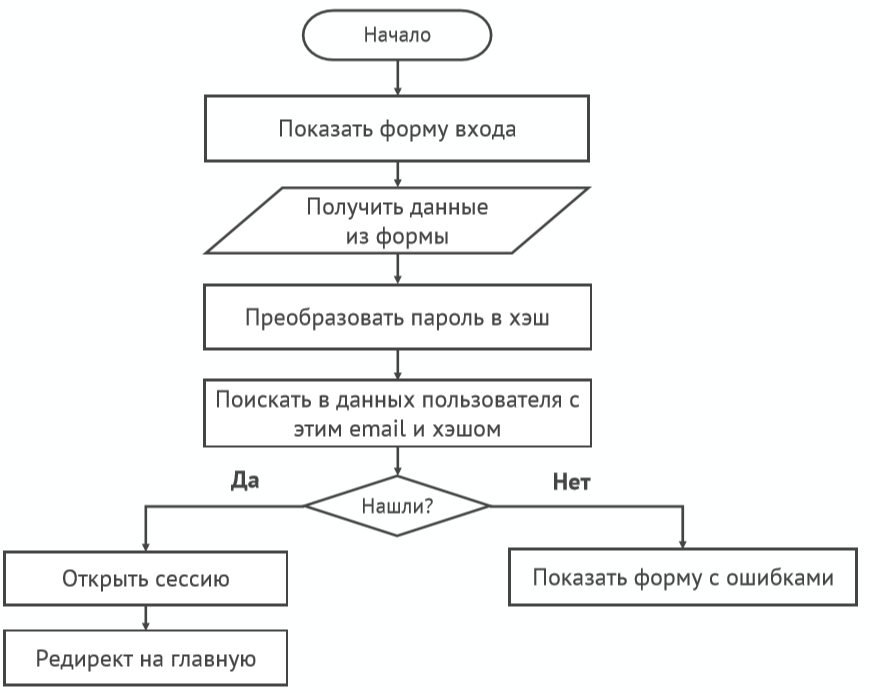 Начало
Показать форму входа
Получить данные
из формы
Преобразовать пароль в хэш
Поискать в данных пользователя с
этим email и хэшом
Нашли?
Да
Нет
Открыть сессию
Показать форму с ошибками
Редирект на главную